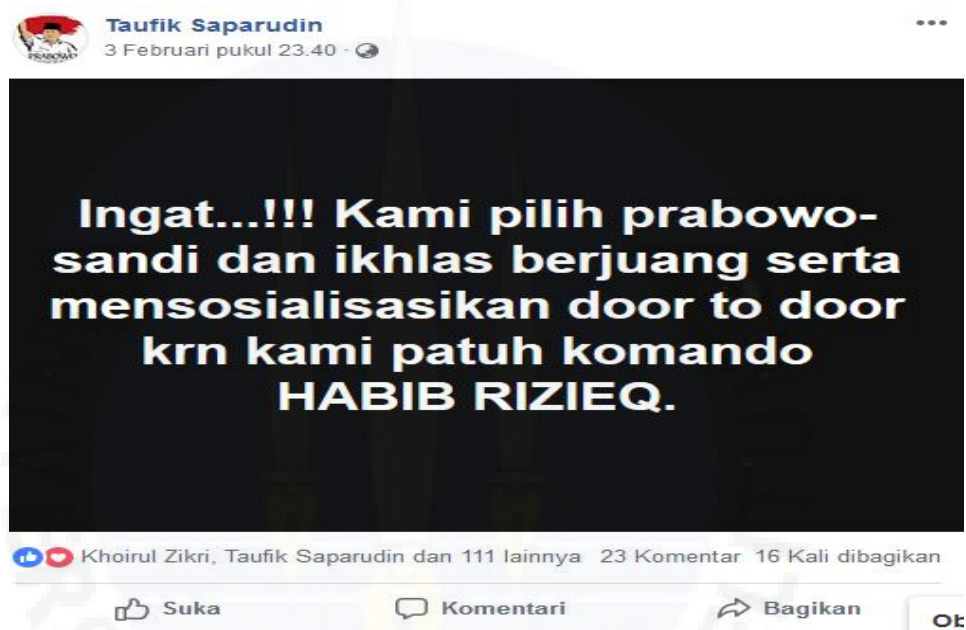 Taufik Saparudin
3 Februari pukul 23.40 ·
PRABOWO
Ingat...!!! Kami pilih prabowo-
sandi dan ikhlas berjuang serta
mensosialisasikan door to door
krn kami patuh komando
HABIB RIZIEQ.
Khoirul Zikri, Taufik Saparudin dan 111 lainnya 23 Komentar 16 Kali dibagikan
Suka Komentari Bagikan
Ob